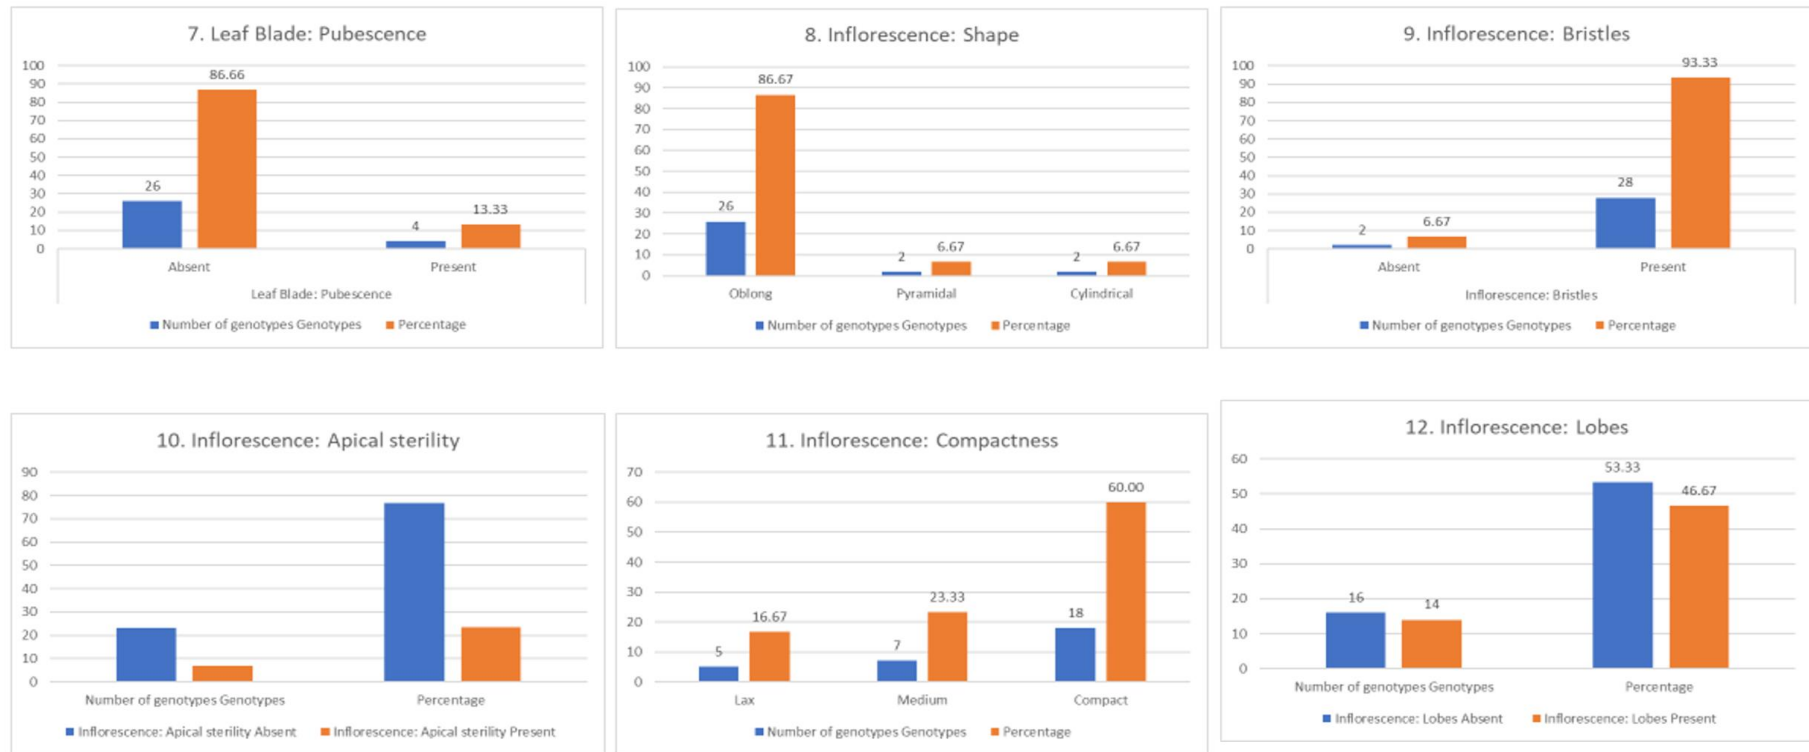 7. Leaf Blade: Pubescence
100
90
80
70
60
50
40
30
20
10
0
26
86.66
4
13.33
Absent
Present
Leaf Blade: Pubescence
Number of genotypes Genotypes
Percentage
8. Inflorescence: Shape
100
90
80
70
60
50
40
30
20
10
0
26
86.67
2
6.67
2
6.67
Oblong
Pyramidal
Cylindrical
Number of genotypes Genotypes
Percentage
9. Inflorescence: Bristles
100
90
80
70
60
50
40
30
20
10
0
2
6.67
28
93.33
Absent
Present
Inflorescence: Bristles
Number of genotypes Genotypes
Percentage
10. Inflorescence: Apical sterility
90
80
70
60
50
40
30
20
10
0
Number of genotypes Genotypes
Percentage
Inflorescence: Apical sterility Absent
Inflorescence: Apical sterility Present
11. Inflorescence: Compactness
70
60
50
40
30
20
10
0
5
16.67
7
23.33
18
60.00
Lax
Medium
Compact
Number of genotypes Genotypes
Percentage
12. Inflorescence: Lobes
60
50
40
30
20
10
0
16
14
53.33
46.67
Number of genotypes Genotypes
Percentage
Inflorescence: Lobes Absent
Inflorescence: Lobes Present